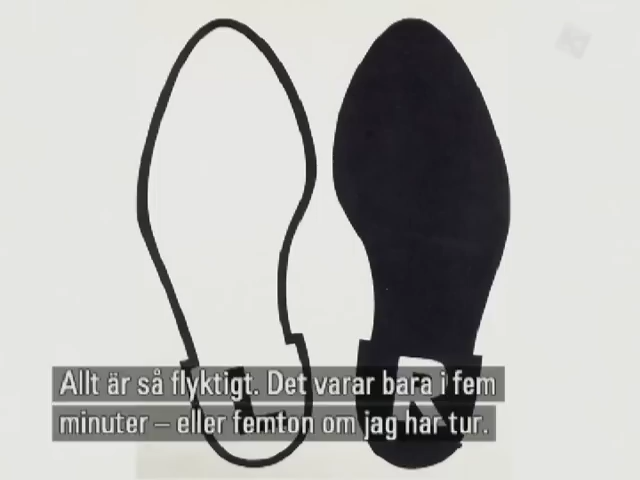 L R
Allt är så flyktigt. Det varar bara i fem
minuter – eller femton om jag har tur.